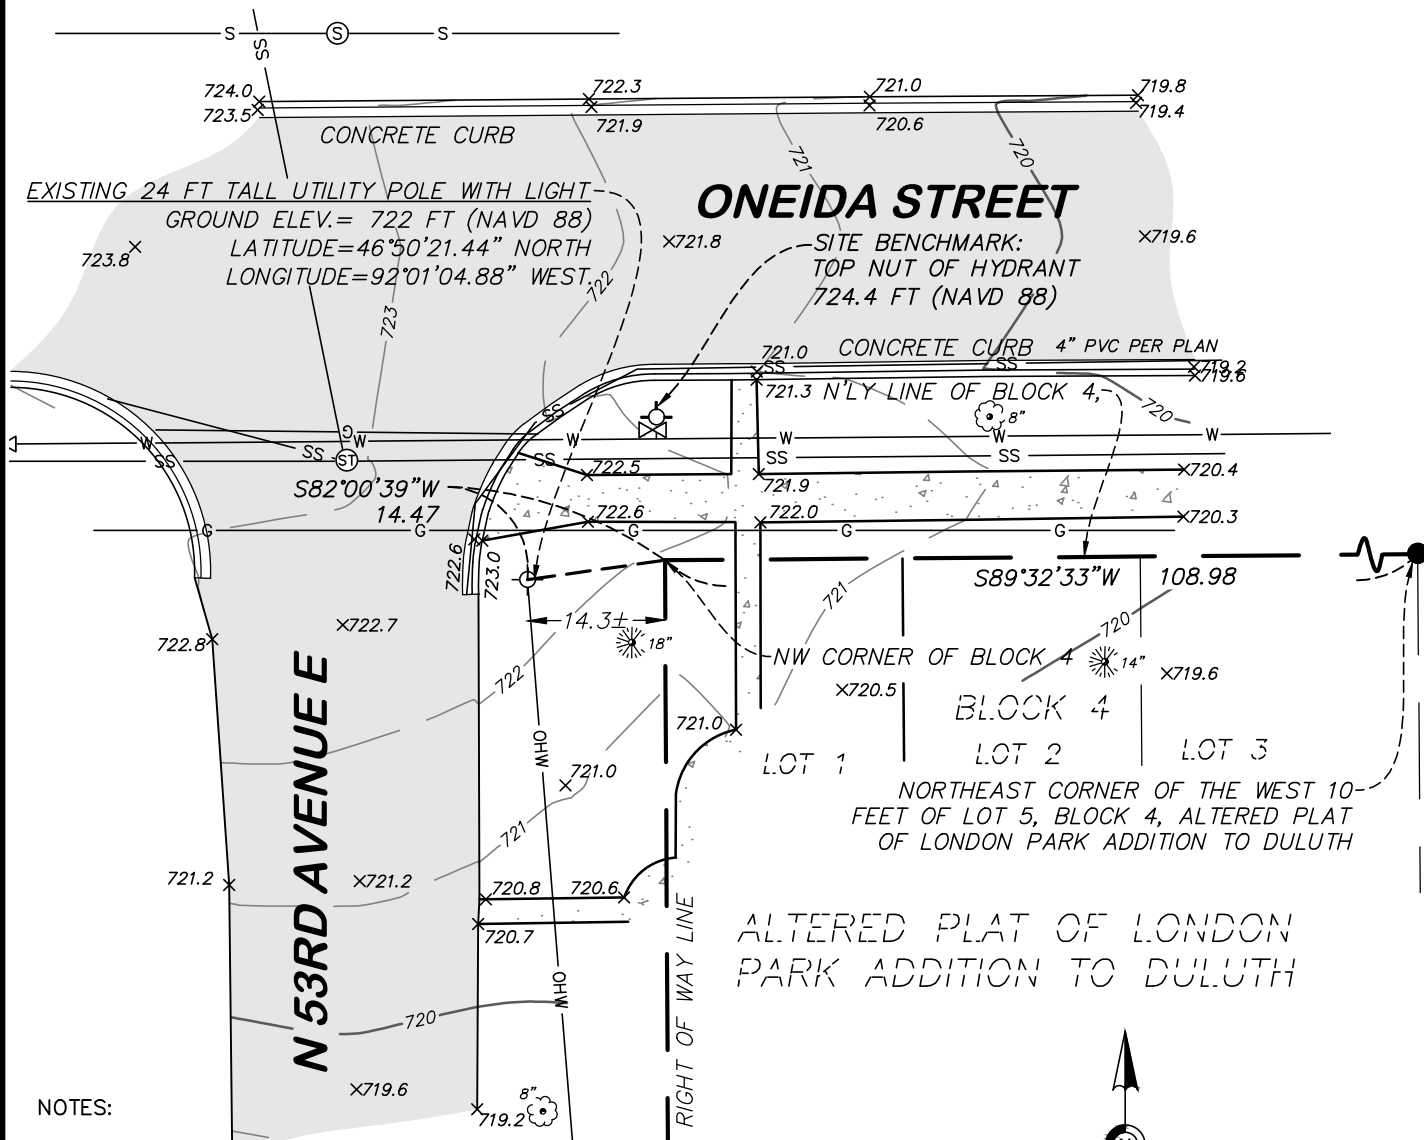 S S S
SS
724.0 722.3 721.0 719.8
723.5 721.9 720.6 719.4
CONCRETE CURB
721 720
EXISTING 24 FT TALL UTILITY POLE WITH LIGHT
GROUND ELEV.= 722 FT (NAVD 88)
LATITUDE=46°50'21.44" NORTH
LONGITUDE=92°01'04.88" WEST.
ONEIDA STREET
723.8
721.8
719.6
SITE BENCHMARK:
TOP NUT OF HYDRANT
724.4 FT (NAVD 88)
722
723
721.0 CONCRETE CURB 4" PVC PER PLAN
SS SS 719.2
719.6
721.3 N'LY LINE OF BLOCK 4,
8"
720
SS
G
W W W W W W
SS ST SS SS SS SS
722.5 720.4
721.9
S82°00'39"W
14.47
722.6 722.0 720.3
G G G G G
722.6
723.0
S89°32'33"W 108.98
14.3±
721
720
722.8
722.7
18"
NW CORNER OF BLOCK 4
14"
719.6
722
720.5
BLOCK 4
721.0
LOT 1 LOT 2 LOT 3
OHW
721.0
NORTHEAST CORNER OF THE WEST 10
FEET OF LOT 5, BLOCK 4, ALTERED PLAT
OF LONDON PARK ADDITION TO DULUTH
721
721.2 721.2
720.8 720.6
720.7
N 53RD AVENUE E
RIGHT OF WAY LINE
ALTERED PLAT OF LONDON
PARK ADDITION TO DULUTH
OHW
720
719.6
8"
719.2
NOTES: